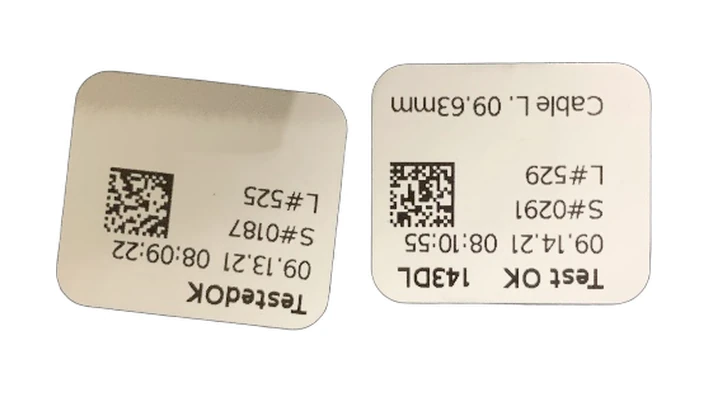 TestedOK
09.13.21 08:09:22
S#0187
L#525
Test OK 143DL
09.14.21 08:10:55
S#0291
L#529
Cable L. 09.63mm